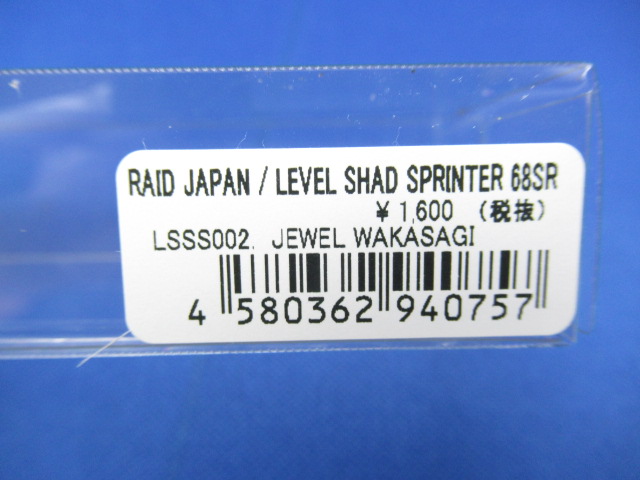 RAID JAPAN / LEVEL SHAD SPRINTER 68SR
¥ 1,600 (税抜)
LSSS002. JEWEL WAKASAGI
4 580362 940757